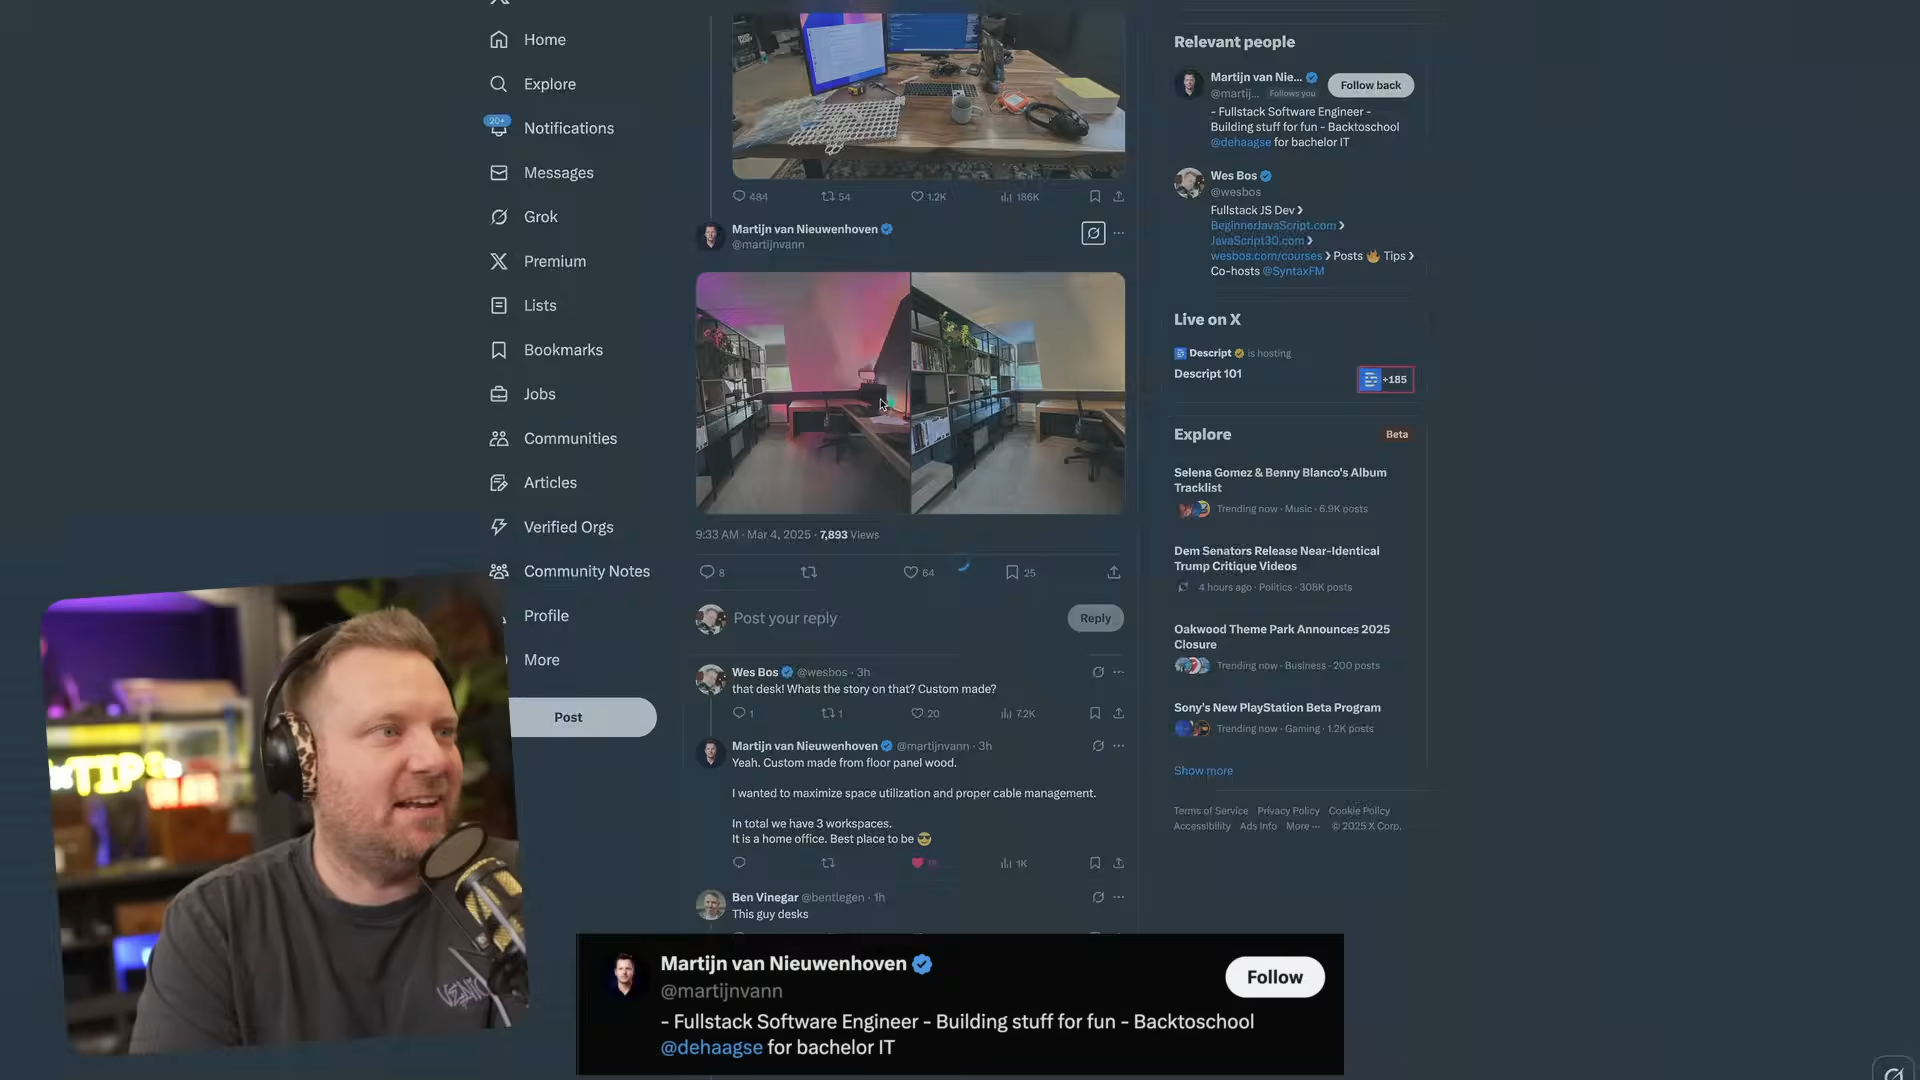 Home
Explore
20+
Notifications
Messages
Grok
Premium
Lists
Bookmarks
Jobs
Communities
Articles
Verified Orgs
Community Notes
Profile
More
Post
484
54
1.2K
186K
Martijn van Nieuwenhoven
@martijnvann
9:33 AM · Mar 4, 2025 · 7,893 Views
8
64
25
Post your reply
Reply
Wes Bos @wesbos · 3h
that desk! Whats the story on that? Custom made?
1
1
20
7.2K
Martijn van Nieuwenhoven @martijnvann · 3h
Yeah. Custom made from floor panel wood.
I wanted to maximize space utilization and proper cable management.
In total we have 3 workspaces.
It is a home office. Best place to be 😎
1K
Ben Vinegar @bentlegen · 1h
This guy desks
Relevant people
Martijn van Nie...
@martij... Follows you
Follow back
- Fullstack Software Engineer -
Building stuff for fun - Backtoschool
@dehaagse for bachelor IT
Wes Bos
@wesbos
Fullstack JS Dev ❯
BeginnerJavaScript.com ❯
JavaScript30.com ❯
wesbos.com/courses ❯ Posts 🔥 Tips ❯
Co-hosts @SyntaxFM
Live on X
Descript is hosting
Descript 101
+185
Explore
Beta
Selena Gomez & Benny Blanco's Album
Tracklist
Trending now · Music · 6.9K posts
Dem Senators Release Near-Identical
Trump Critique Videos
4 hours ago · Politics · 308K posts
Oakwood Theme Park Announces 2025
Closure
Trending now · Business · 200 posts
Sony's New PlayStation Beta Program
Trending now · Gaming · 1.2K posts
Show more
Terms of Service Privacy Policy Cookie Policy
Accessibility Ads Info More ··· © 2025 X Corp.
Martijn van Nieuwenhoven
@martijnvann
Follow
- Fullstack Software Engineer - Building stuff for fun - Backtoschool
@dehaagse for bachelor IT